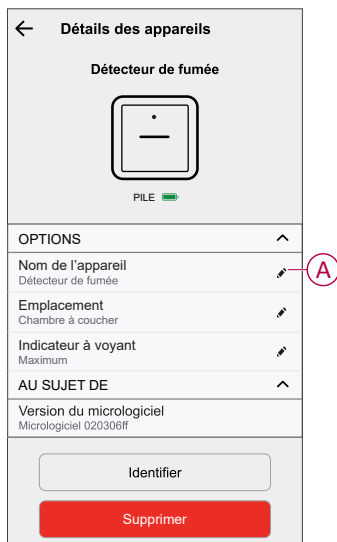 Détails des appareils
Détecteur de fumée
PILE
OPTIONS
Nom de l'appareil
Détecteur de fumée
A
Emplacement
Chambre à coucher
Indicateur à voyant
Maximum
AU SUJET DE
Version du micrologiciel
Micrologiciel 020306ff
Identifier
Supprimer